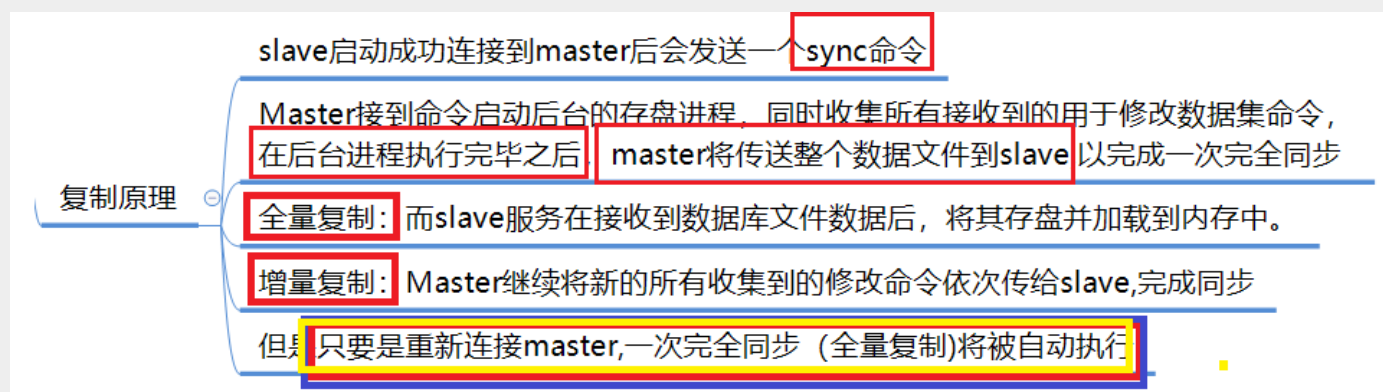 slave启动成功连接到master后会发送一个sync命令
Master接到命令启动后台的存盘进程，同时收集所有接收到的用于修改数据集命令，
在后台进程执行完毕之后，master将传送整个数据文件到slave,以完成一次完全同步
复制原理
全量复制：而slave服务在接收到数据库文件数据后，将其存盘并加载到内存中。
增量复制：Master继续将新的所有收集到的修改命令依次传给slave,完成同步
但是只要是重新连接master,一次完全同步（全量复制)将被自动执行